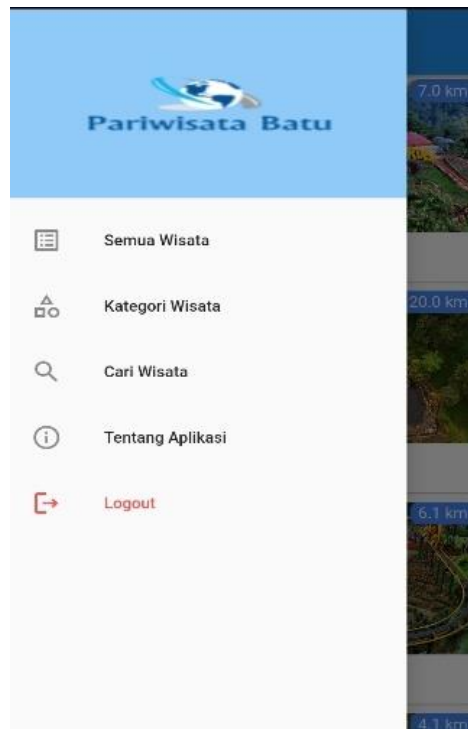 Pariwisata Batu
7.0 km
Semua Wisata
Kategori Wisata
20.0 km
Cari Wisata
Tentang Aplikasi
Logout
6.1 km
4.1 km